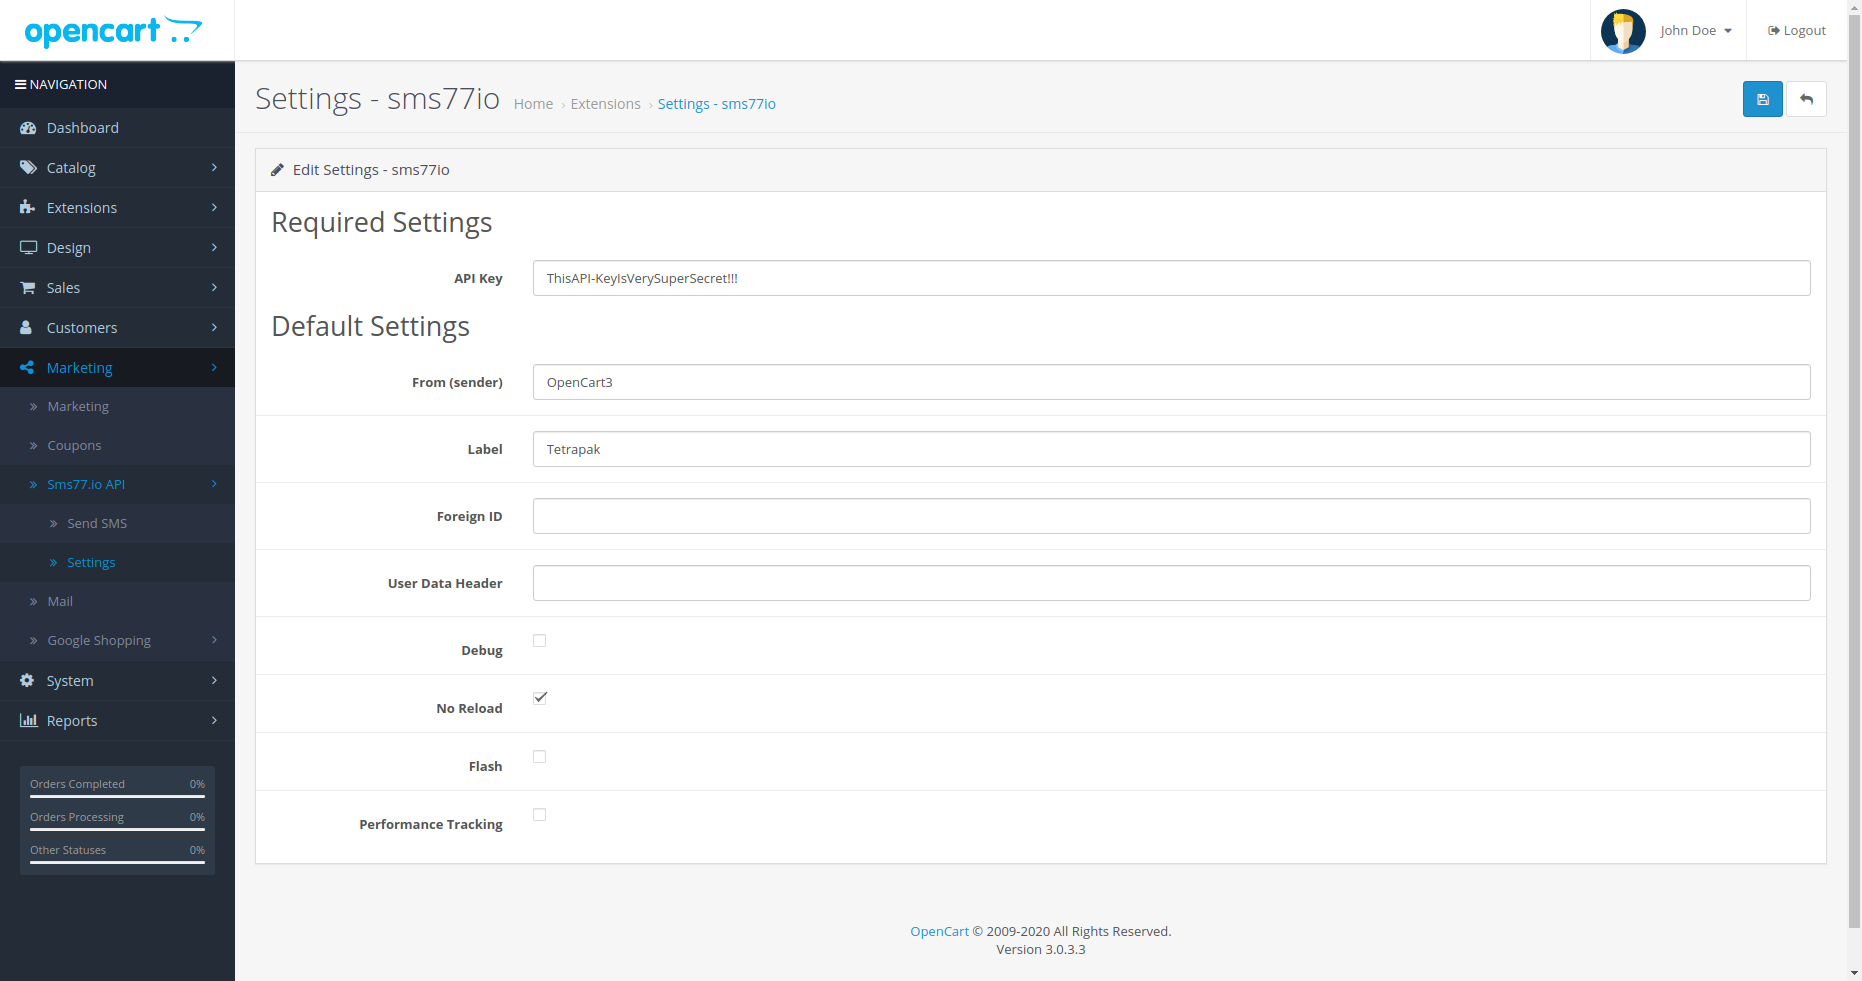 opencart
John Doe
Logout
NAVIGATION
Dashboard
Catalog
Extensions
Design
Sales
Customers
Marketing
Marketing
Coupons
Sms77.io API
Send SMS
Settings
Mail
Google Shopping
System
Reports
Orders Completed 0%
Orders Processing 0%
Other Statuses 0%
Settings - sms77io Home › Extensions › Settings - sms77io
Edit Settings - sms77io
Required Settings
API Key ThisAPI-KeyIsVerySuperSecret!!!
Default Settings
From (sender) OpenCart3
Label Tetrapak
Foreign ID
User Data Header
Debug
No Reload
Flash
Performance Tracking
OpenCart © 2009-2020 All Rights Reserved.
Version 3.0.3.3